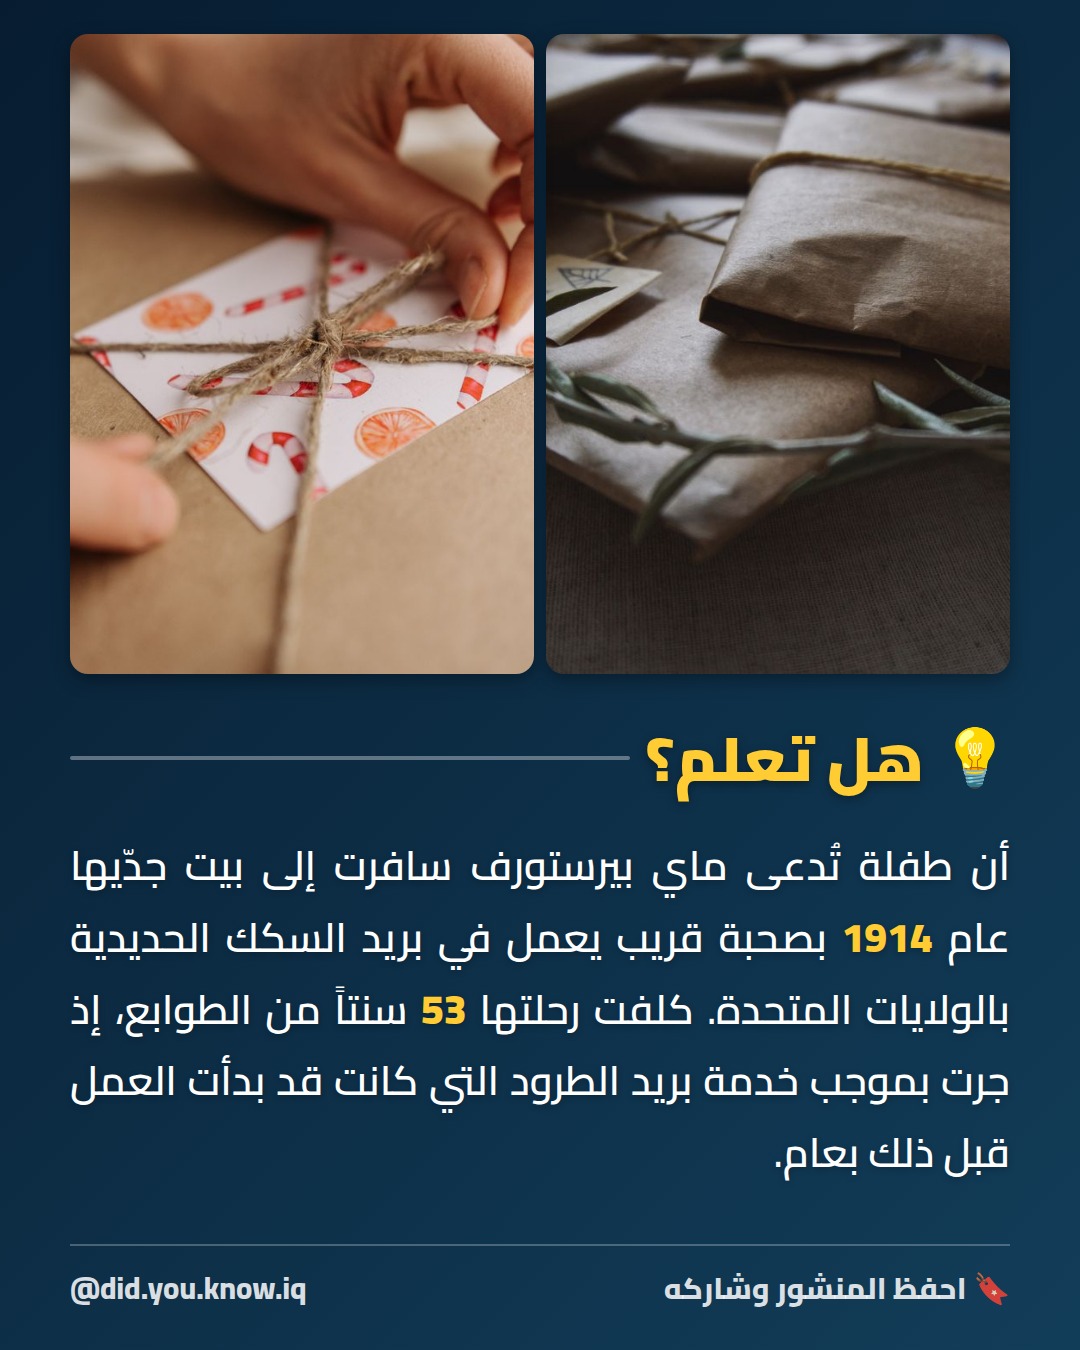 💡 هل تعلم؟
أن طفلة تُدعى ماي بيرستورف سافرت إلى بيت جدّيها
عام 1914 بصحبة قريب يعمل في بريد السكك الحديدية
بالولايات المتحدة. كلفت رحلتها 53 سنتاً من الطوابع، إذ
جرت بموجب خدمة بريد الطرود التي كانت قد بدأت العمل
قبل ذلك بعام.
🔖 احفظ المنشور وشاركه
@did.you.know.iq